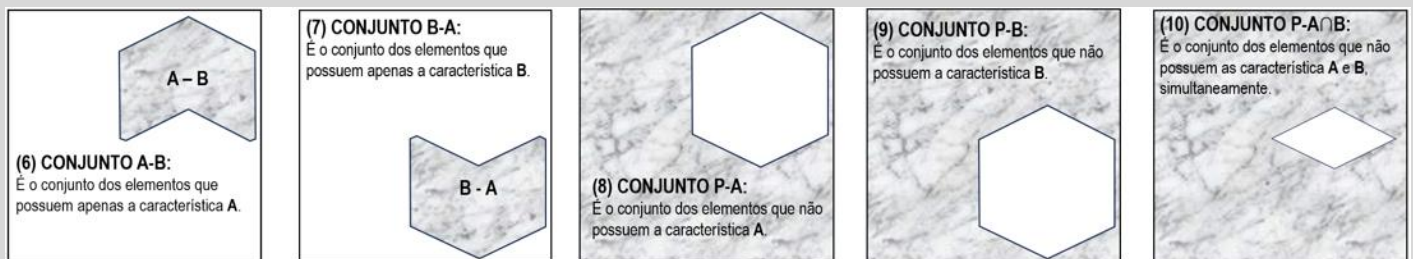 A – B
(6) CONJUNTO A-B:
É o conjunto dos elementos que
possuem apenas a característica A.
(7) CONJUNTO B-A:
É o conjunto dos elementos que
possuem apenas a característica B.
B - A
(8) CONJUNTO P-A:
É o conjunto dos elementos que não
possuem a característica A.
(9) CONJUNTO P-B:
É o conjunto dos elementos que não
possuem a característica B.
(10) CONJUNTO P-A∩B:
É o conjunto dos elementos que não
possuem as característica A e B,
simultaneamente.